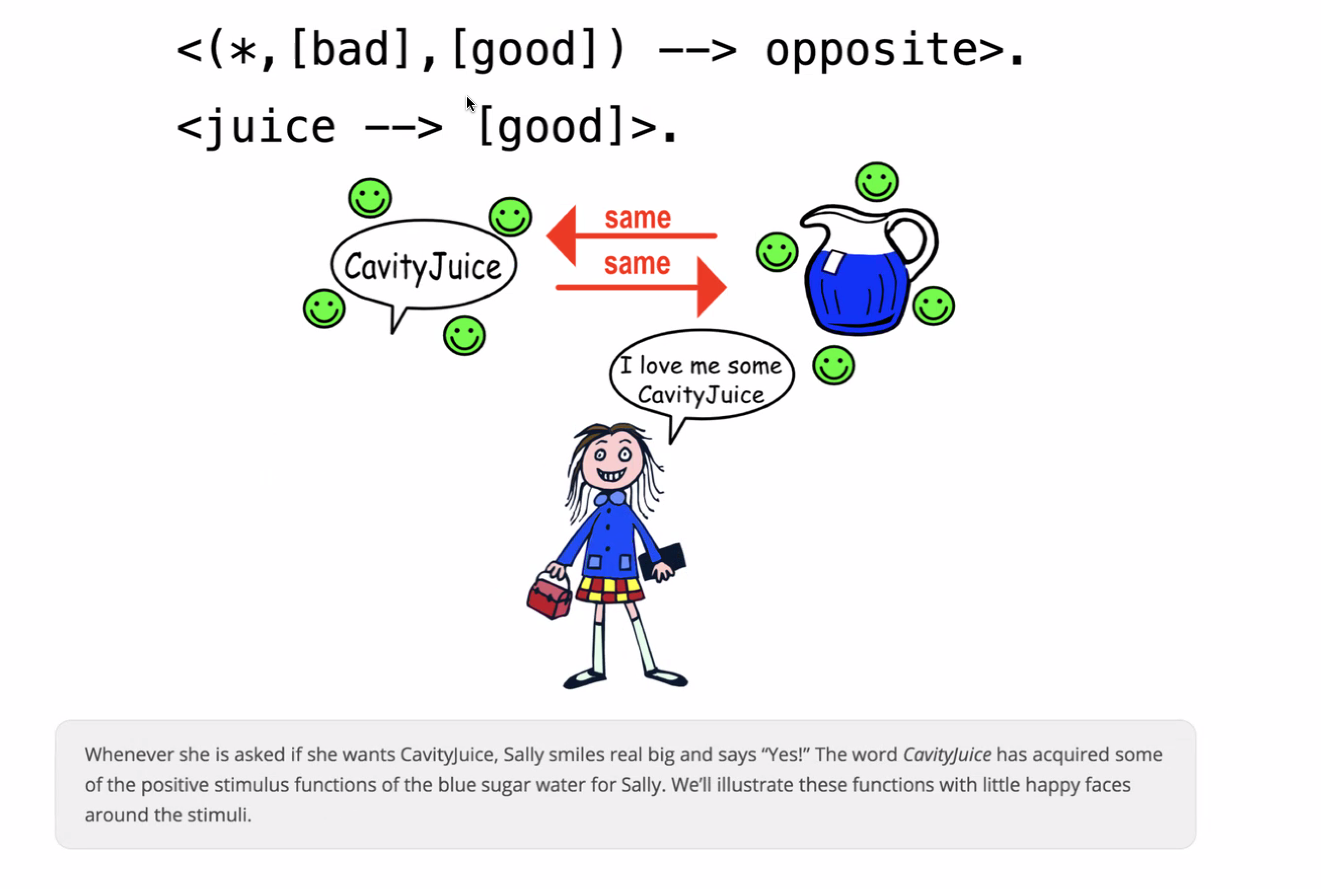 <(*,[bad],[good]) --> opposite>.
<juice --> [good]>.
CavityJuice
same
same
I love me some
CavityJuice
Whenever she is asked if she wants CavityJuice, Sally smiles real big and says “Yes!” The word CavityJuice has acquired some
of the positive stimulus functions of the blue sugar water for Sally. We’ll illustrate these functions with little happy faces
around the stimuli.